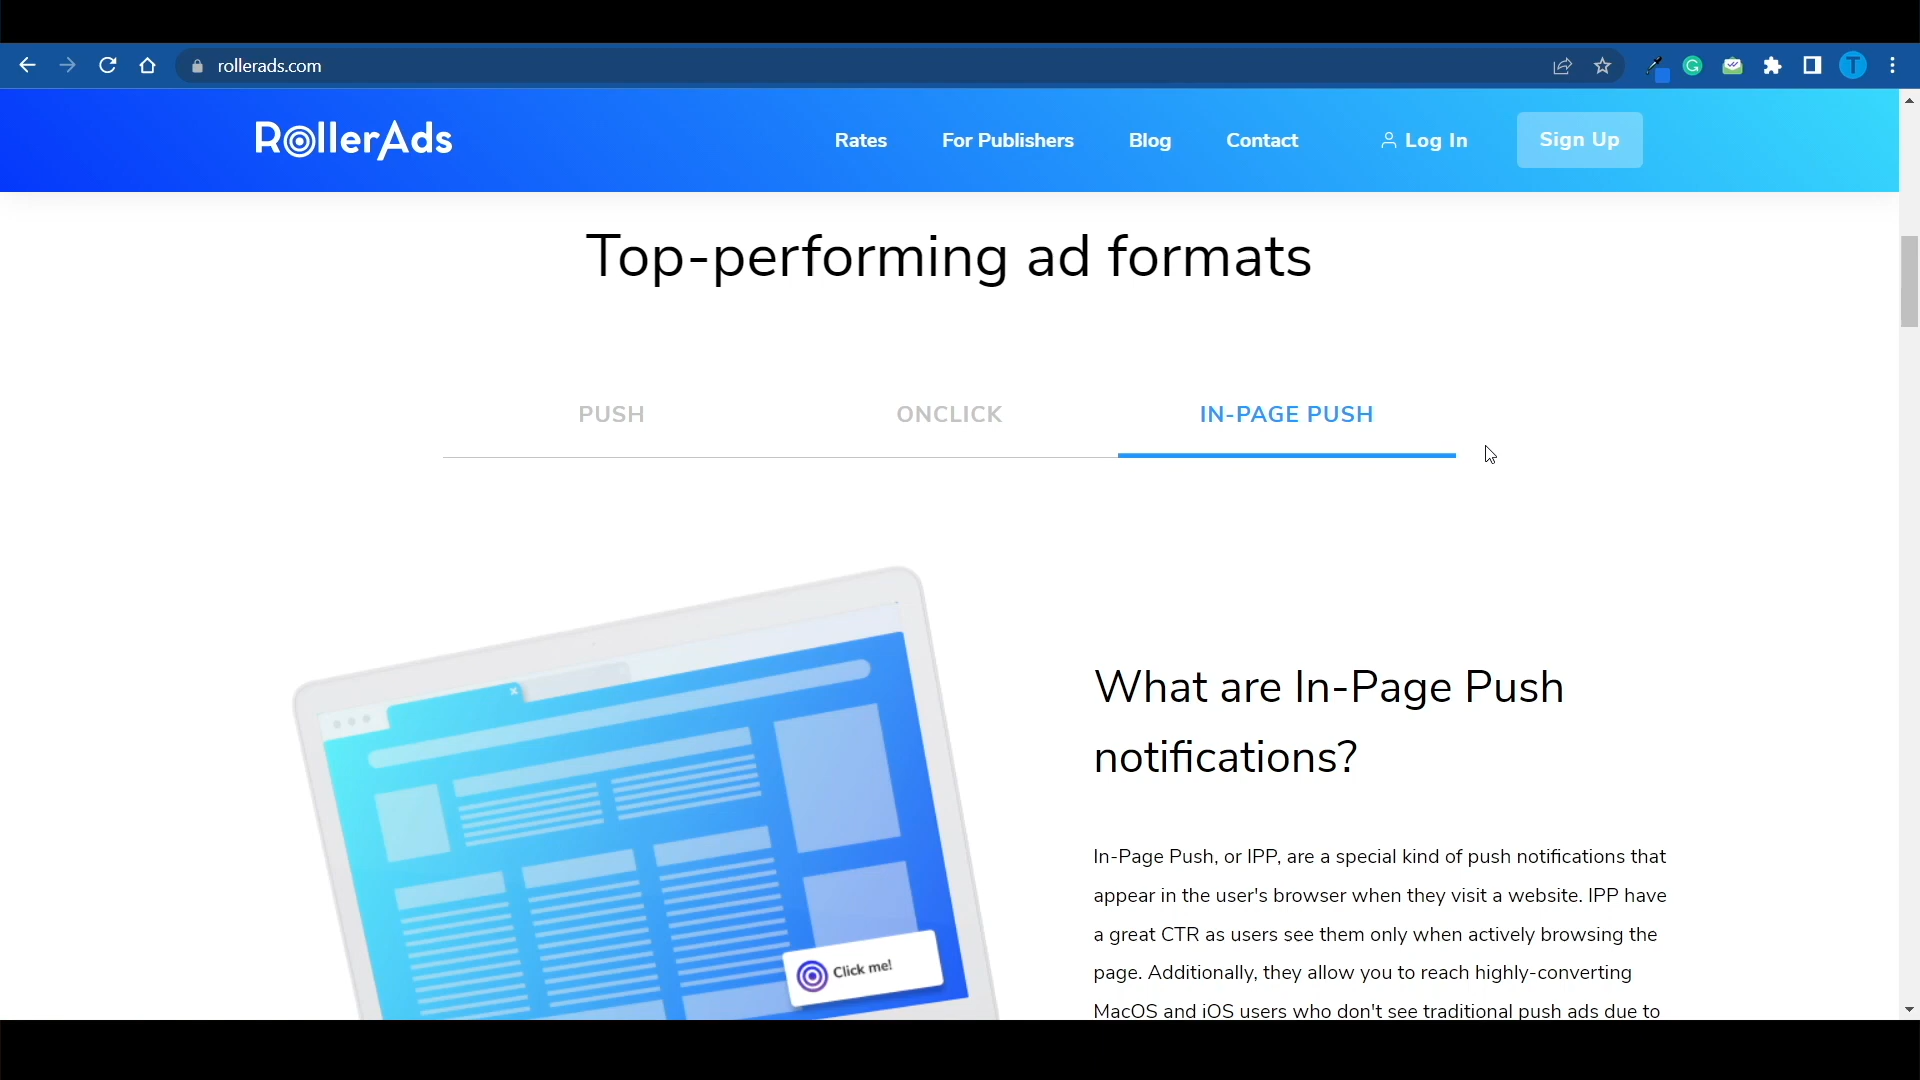 rollerads.com
T
RollerAds
Rates
For Publishers
Blog
Contact
Log In
Sign Up
Top-performing ad formats
PUSH
ONCLICK
IN-PAGE PUSH
Click me!
What are In-Page Push
notifications?
In-Page Push, or IPP, are a special kind of push notifications that
appear in the user's browser when they visit a website. IPP have
a great CTR as users see them only when actively browsing the
page. Additionally, they allow you to reach highly-converting
MacOS and iOS users who don't see traditional push ads due to